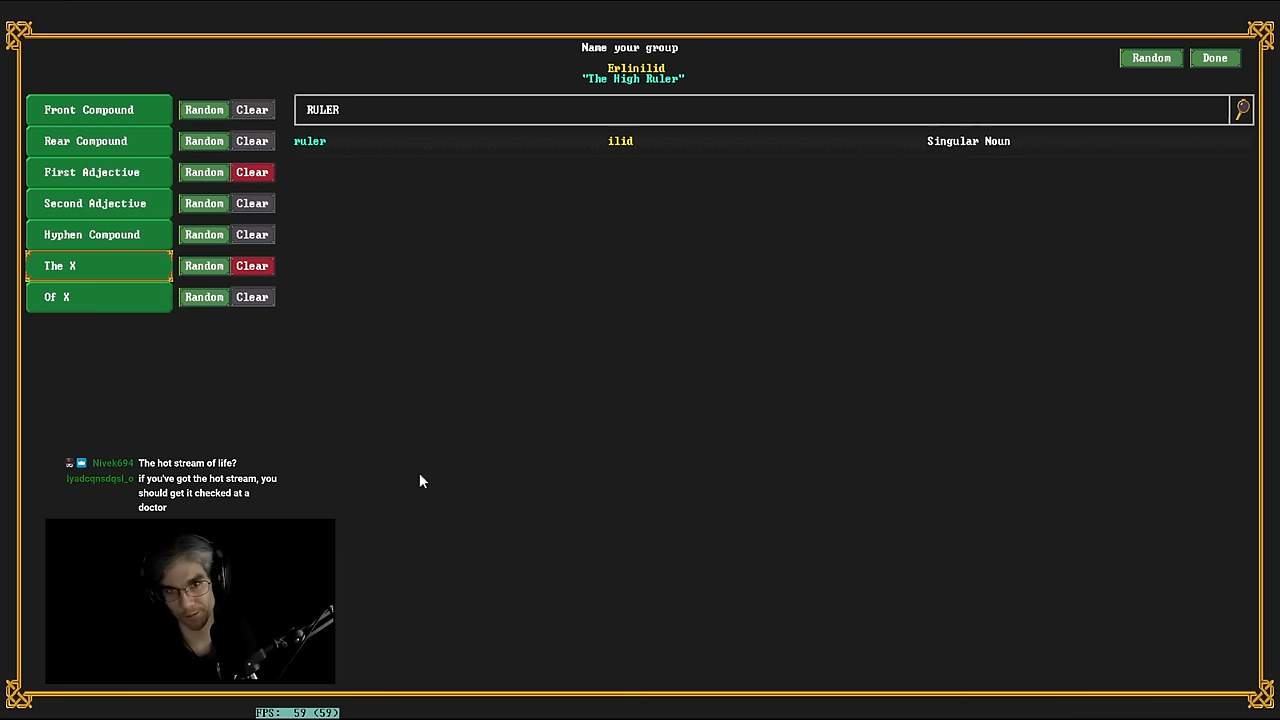 Name your group
Erlinilid
"The High Ruler"
Random Done
Front Compound Random Clear RULER
Rear Compound Random Clear ruler ilid Singular Noun
First Adjective Random Clear
Second Adjective Random Clear
Hyphen Compound Random Clear
The X Random Clear
Of X Random Clear
Nivek694 The hot stream of life?
lyadcqnsdqsl_o if you've got the hot stream, you
should get it checked at a
doctor
FPS: 59 (59)